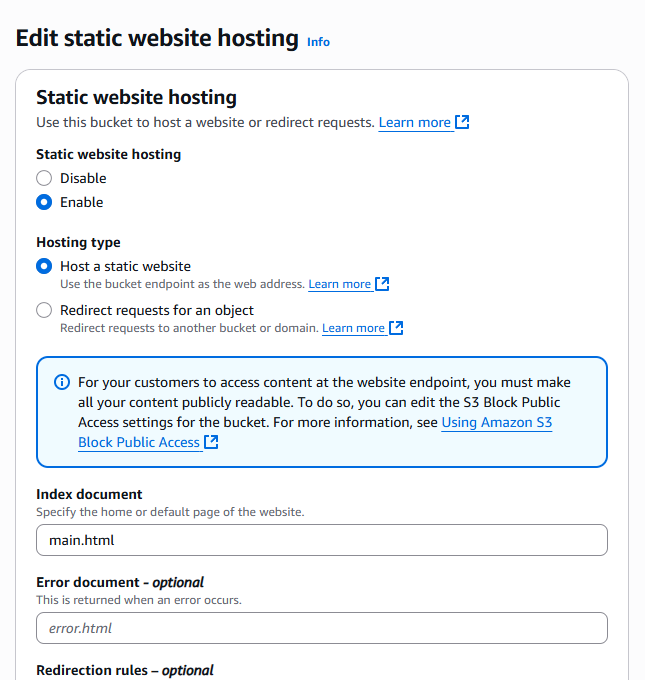 Edit static website hosting Info
Static website hosting
Use this bucket to host a website or redirect requests. Learn more
Static website hosting
Disable
Enable
Hosting type
Host a static website
Use the bucket endpoint as the web address. Learn more
Redirect requests for an object
Redirect requests to another bucket or domain. Learn more
For your customers to access content at the website endpoint, you must make
all your content publicly readable. To do so, you can edit the S3 Block Public
Access settings for the bucket. For more information, see Using Amazon S3
Block Public Access
Index document
Specify the home or default page of the website.
main.html
Error document - optional
This is returned when an error occurs.
error.html
Redirection rules – optional